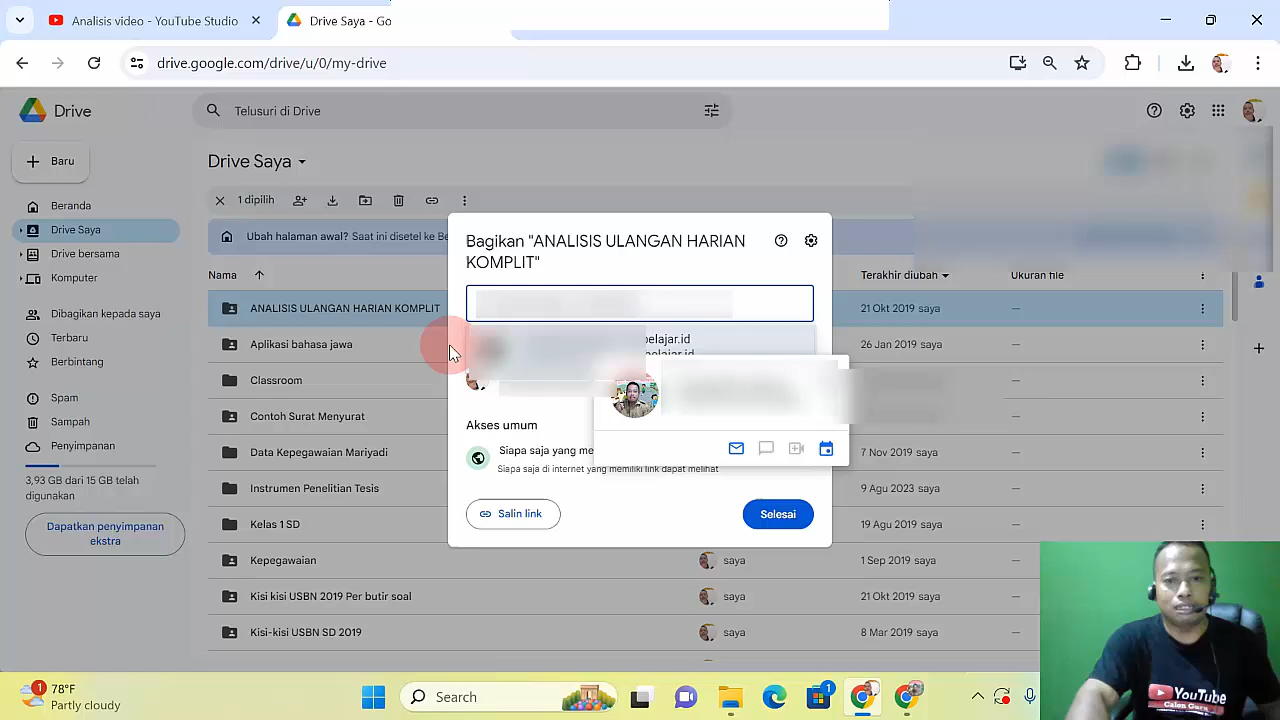 Analisis video - YouTube Studio
Drive Saya - Go
drive.google.com/drive/u/0/my-drive
Drive
Telusuri di Drive
Baru
Drive Saya
1 dipilih
Beranda
Drive Saya
Drive bersama
Komputer
Dibagikan kepada saya
Terbaru
Berbintang
Spam
Sampah
Penyimpanan
3,93 GB dari 15 GB telah
digunakan
Dapatkan penyimpanan
ekstra
Ubah halaman awal? Saat ini disetel ke Be
Nama
Terakhir diubah
Ukuran file
ANALISIS ULANGAN HARIAN KOMPLIT
21 Okt 2019 saya
—
Aplikasi bahasa jawa
26 Jan 2019 saya
—
Classroom
Contoh Surat Menyurat
Data Kepegawaian Mariyadi
7 Nov 2019 saya
—
Instrumen Penelitian Tesis
9 Agu 2023 saya
—
Kelas 1 SD
19 Agu 2019 saya
—
Kepegawaian
saya
1 Sep 2019 saya
—
Kisi kisi USBN 2019 Per butir soal
saya
21 Okt 2019 saya
—
Kisi-kisi USBN SD 2019
saya
8 Mar 2019 saya
—
Bagikan "ANALISIS ULANGAN HARIAN
KOMPLIT"
belajar.id
belajar.id
Akses umum
Siapa saja yang me
Siapa saja di internet yang memiliki link dapat melihat
Salin link
Selesai
YouTube
Calon Guru
1
78°F
Partly cloudy
Search
1